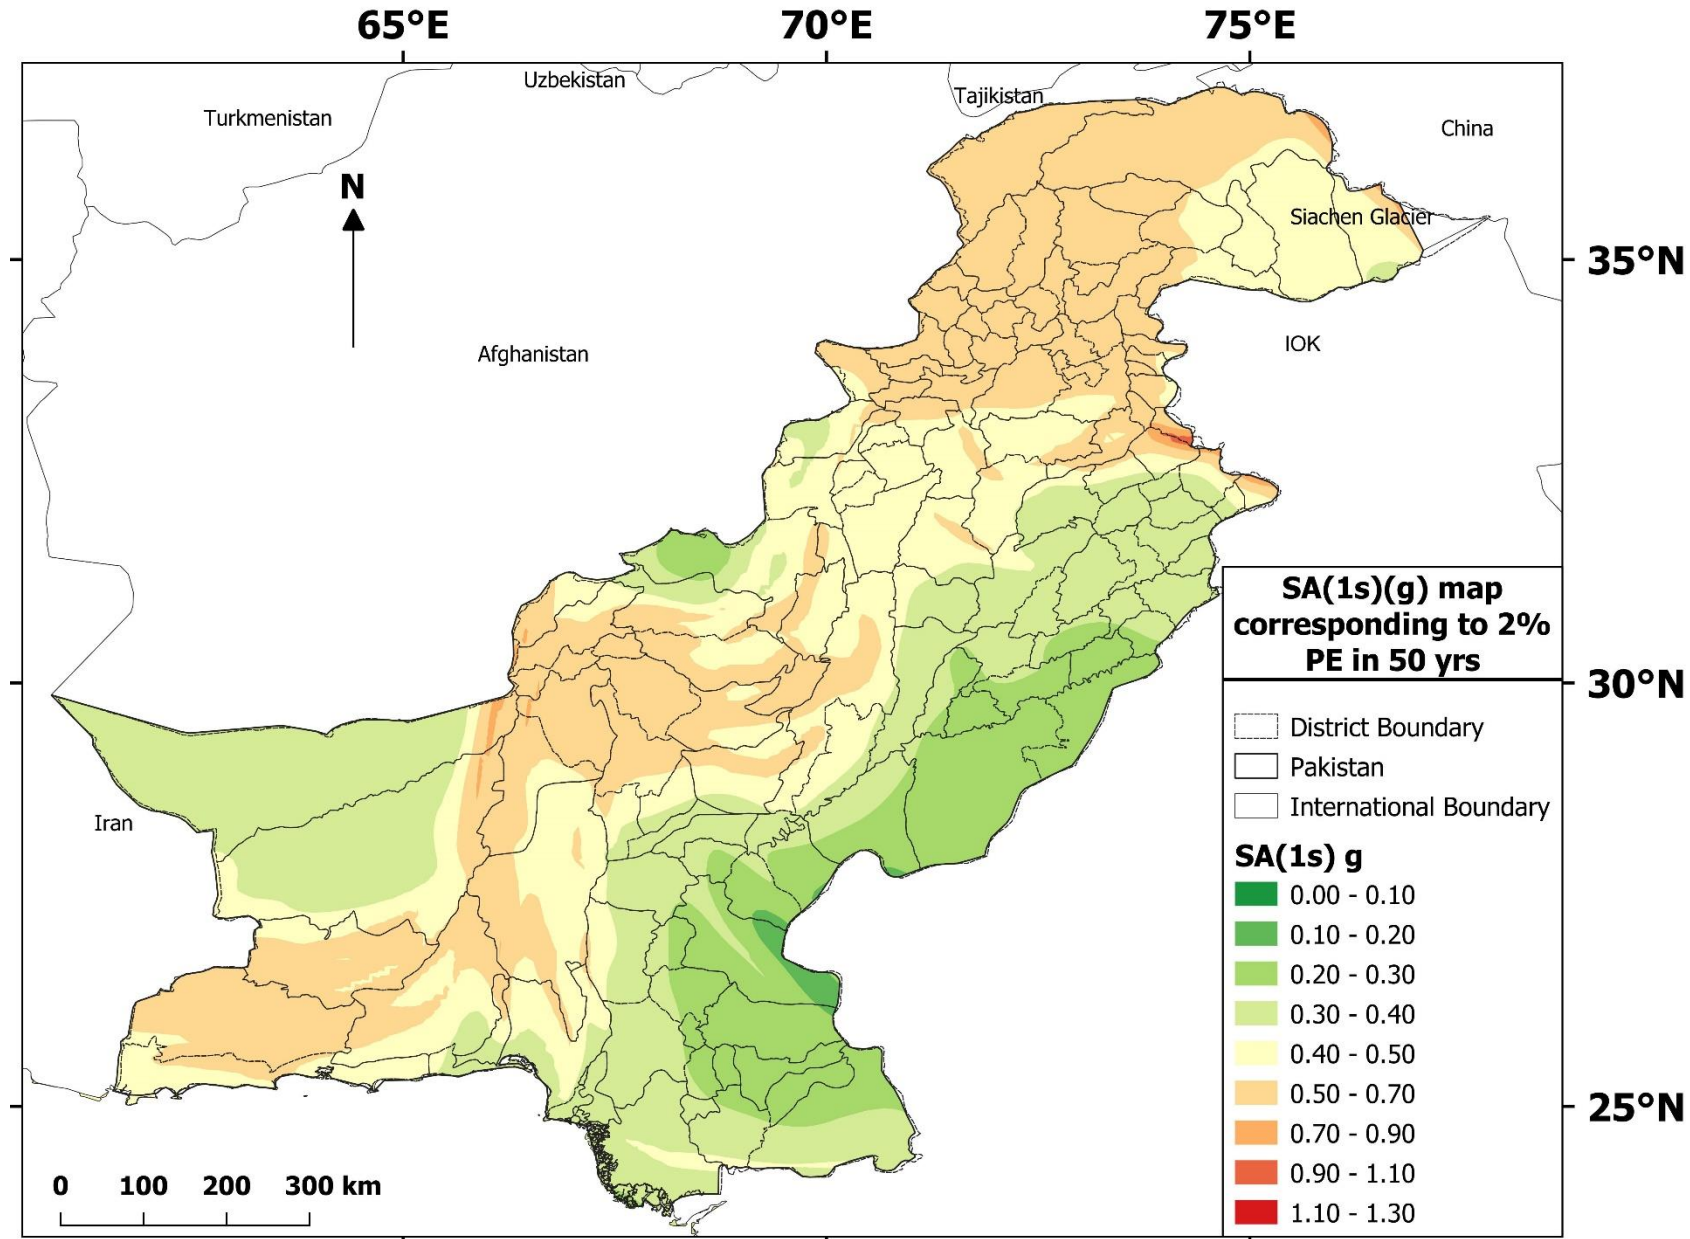 65°E
70°E
75°E
Uzbekistan
Tajikistan
Turkmenistan
China
N
Siachen Glacier
35°N
IOK
Afghanistan
SA(1s)(g) map
corresponding to 2%
PE in 50 yrs
30°N
District Boundary
Pakistan
International Boundary
Iran
SA(1s) g
0.00 - 0.10
0.10 - 0.20
0.20 - 0.30
0.30 - 0.40
0.40 - 0.50
0.50 - 0.70
25°N
0.70 - 0.90
0.90 - 1.10
1.10 - 1.30
0 100 200 300 km